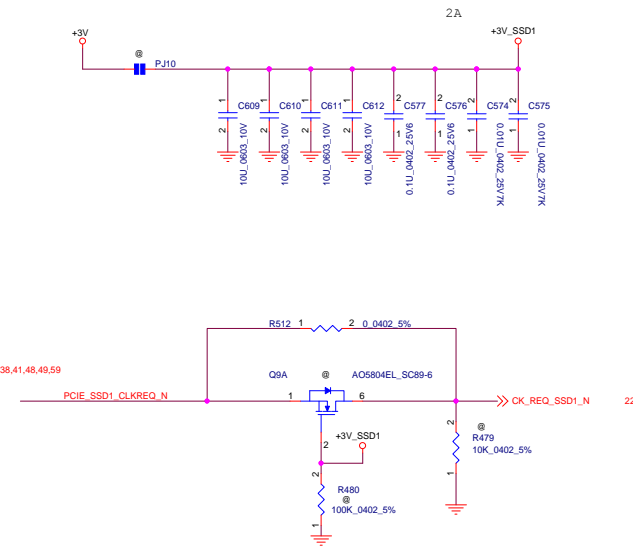 2A
+3V
+3V_SSD1
@
PJ10
1
1
1
1
2
2
2
2
C609
C610
C611
C612
C577
C576
C574
C575
2
2
2
2
1
1
1
1
10U_0603_10V
10U_0603_10V
10U_0603_10V
10U_0603_10V
0.1U_0402_25V6
0.1U_0402_25V6
0.01U_0402_25V7K
0.01U_0402_25V7K
R512 1 2 0_0402_5%
38,41,48,49,59
Q9A @ AO5804EL_SC89-6
PCIE_SSD1_CLKREQ_N
1
6
CK_REQ_SSD1_N
22
2
+3V_SSD1
2
@
R479
10K_0402_5%
1
2
R480
@
100K_0402_5%
1